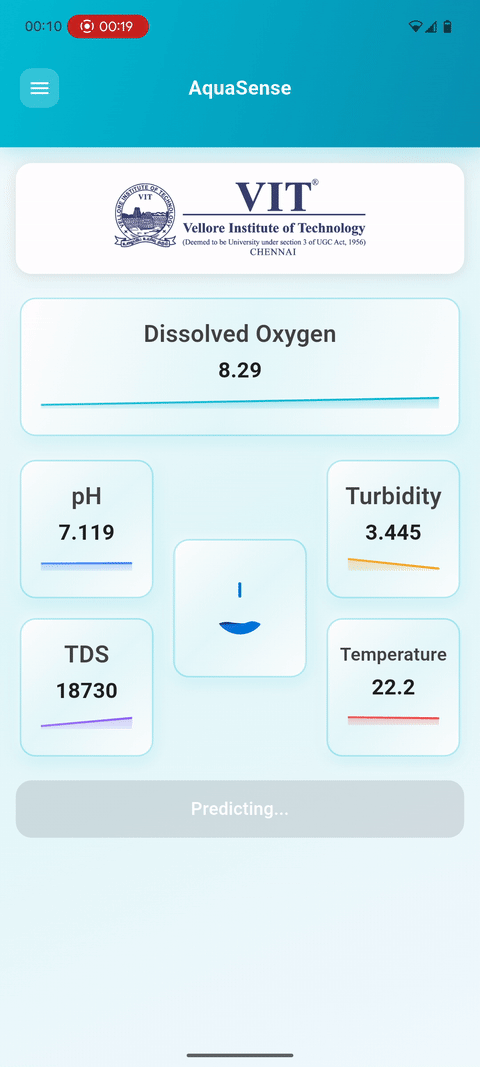 00:10 00:19
AquaSense
VELLORE INSTITUTE OF TECHNOLOGY
VIT
VIT®
Vellore Institute of Technology
(Deemed to be University under section 3 of UGC Act, 1956)
CHENNAI
Dissolved Oxygen
8.29
pH
7.119
Turbidity
3.445
TDS
18730
Temperature
22.2
Predicting...